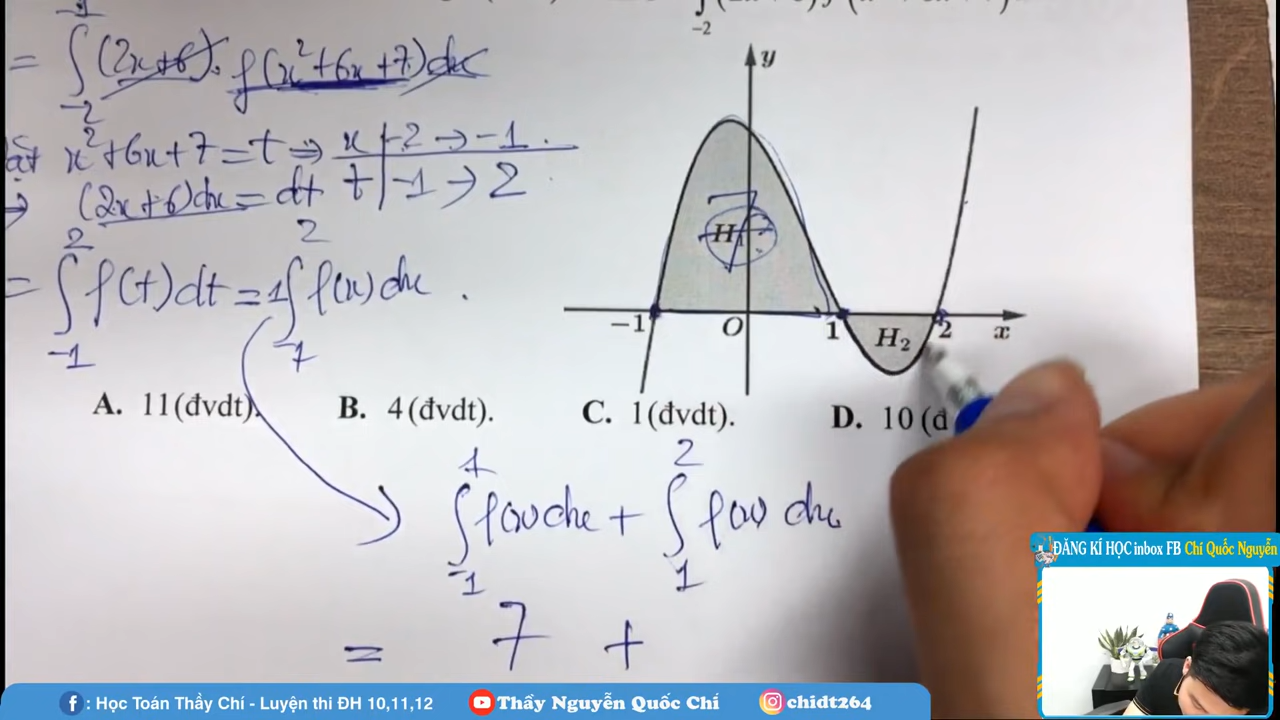 -1
-2
= ∫ (2x+6). f(x²+6x+7)dx
-2
y
x²+6x+7=t ⇒ x | -2 → -1
⇒ (2x+6)dx = dt t | -1 → 2
2 2
= ∫ f(t)dt = ∫ f(x)dx .
-1 -1
7
-1 O 1 H₂ 2 x
A. 11(đvdt). B. 4(đvdt). C. 1(đvdt). D. 10(đ
1 2
∫ f(x)dx + ∫ f(x)dx
-1 1
= 7 +
ĐĂNG KÍ HỌC inbox FB Chí Quốc Nguyễn
: Học Toán Thầy Chí - Luyện thi ĐH 10,11,12 Thầy Nguyễn Quốc Chí chidt264